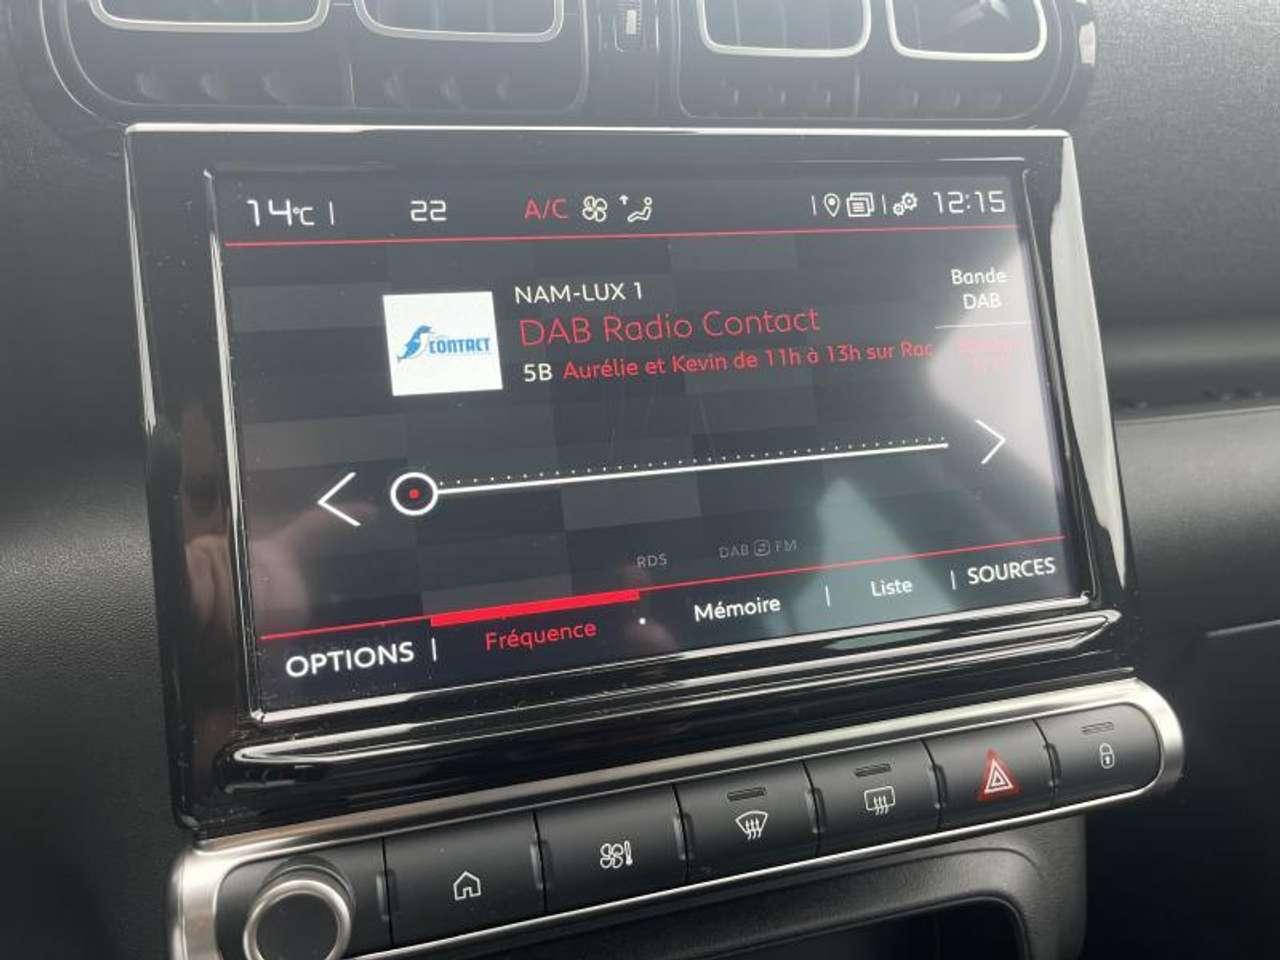 14°C | 22 A/C 12:15
NAM-LUX 1
DAB Radio Contact
5B Aurélie et Kevin de 11h à 13h sur Rac
CONTACT
Bande
DAB
RDS DAB FM
OPTIONS | Fréquence Mémoire | Liste | SOURCES